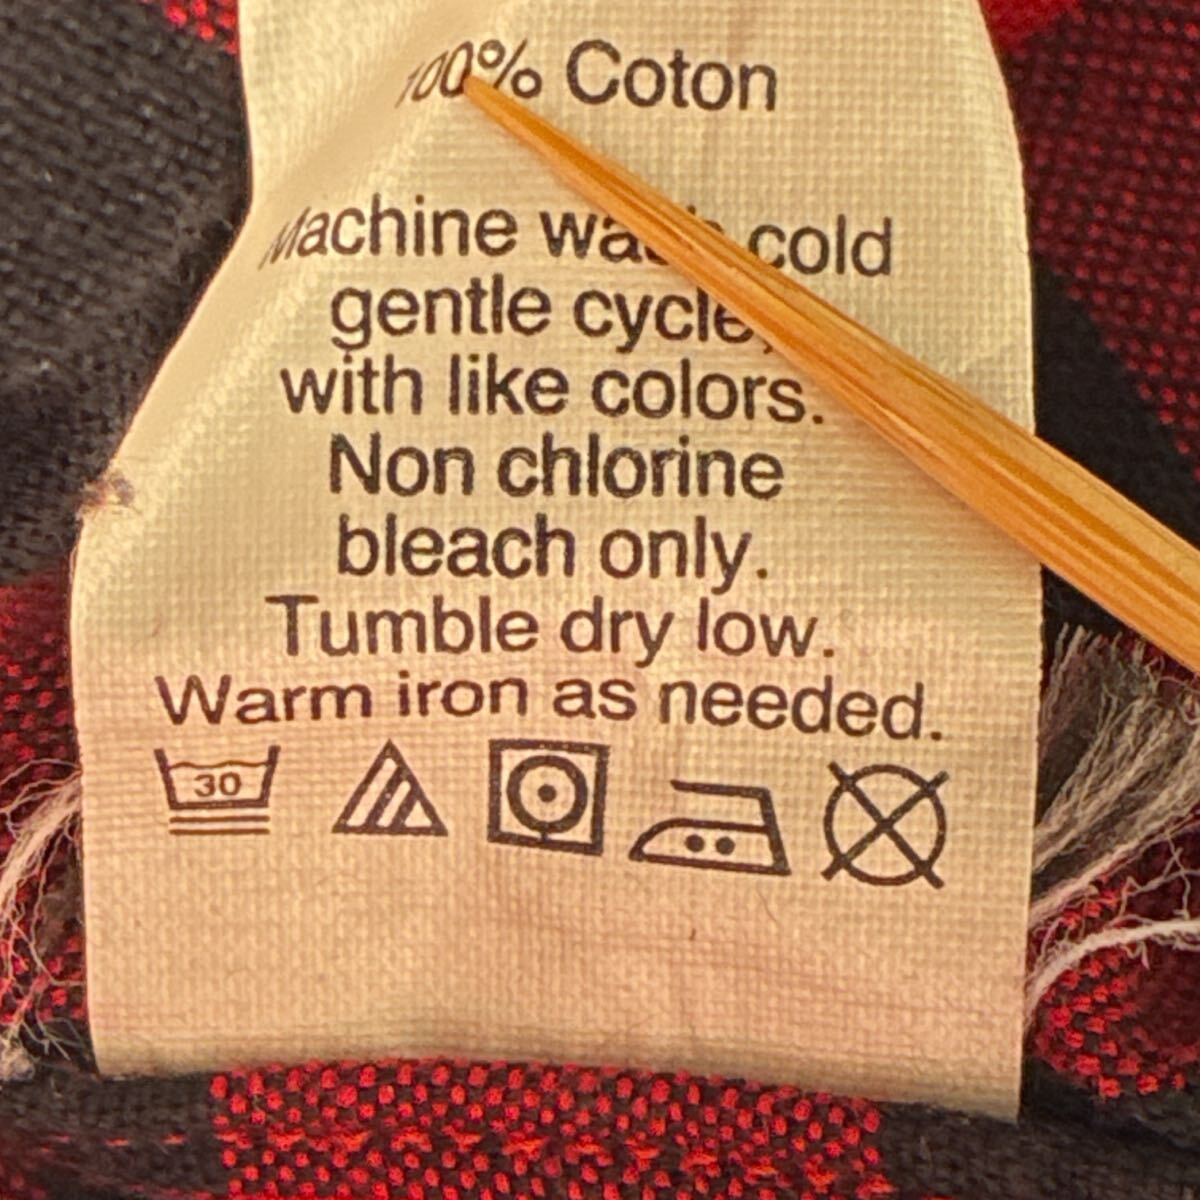 100% Coton
Machine wash cold
gentle cycle,
with like colors.
Non chlorine
bleach only.
Tumble dry low.
Warm iron as needed.
30